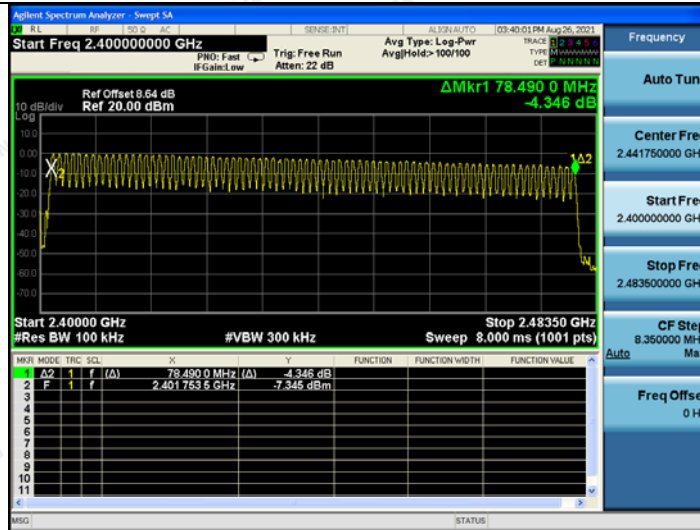 Agilent Spectrum Analyzer - Swept SA
RL RF 50 Ω AC SENSE:INT ALIGN AUTO 03:40:01 PM Aug 26, 2021
Start Freq 2.400000000 GHz
PNO: Fast
IFGain:Low
Trig: Free Run
Atten: 22 dB
Avg Type: Log-Pwr
Avg|Hold:> 100/100
TRACE 1 2 3 4 5 6
TYPE M
DET P N N N N N
ΔMkr1 78.490 0 MHz
-4.346 dB
Ref Offset 8.64 dB
10 dB/div Ref 20.00 dBm
Log
10.0
0.00
-10.0
-20.0
-30.0
-40.0
-50.0
-60.0
-70.0
2
1Δ2
Start 2.40000 GHz Stop 2.48350 GHz
#Res BW 100 kHz #VBW 300 kHz Sweep 8.000 ms (1001 pts)
MKR MODE TRC SCL X Y FUNCTION FUNCTION WIDTH FUNCTION VALUE
1 Δ2 1 f (Δ) 78.490 0 MHz (Δ) -4.346 dB
2 F 1 f 2.401 753 5 GHz -7.345 dBm
3
4
5
6
7
8
9
10
11
MSG STATUS
Frequency
Auto Tun
Center Fre
2.441750000 GH
Start Fre
2.400000000 GH
Stop Fre
2.483500000 GH
CF Step
8.350000 MH
Auto Ma
Freq Offse
0 H